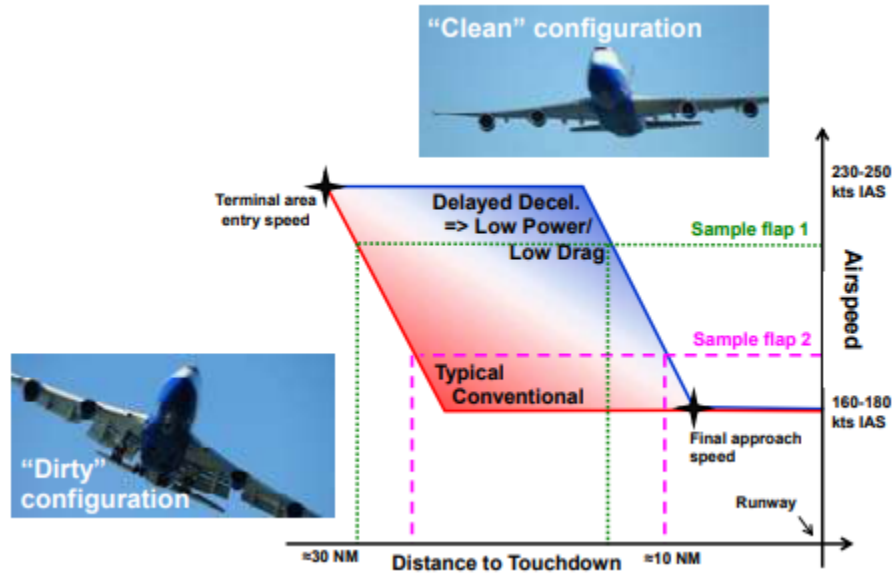 “Clean” configuration
230-250
kts IAS
Terminal area
entry speed
Delayed Decel.
=> Low Power/
Low Drag
Sample flap 1
Airspeed
Sample flap 2
Typical
Conventional
160-180
kts IAS
“Dirty”
configuration
Final approach
speed
Runway
≈30 NM
Distance to Touchdown
≈10 NM